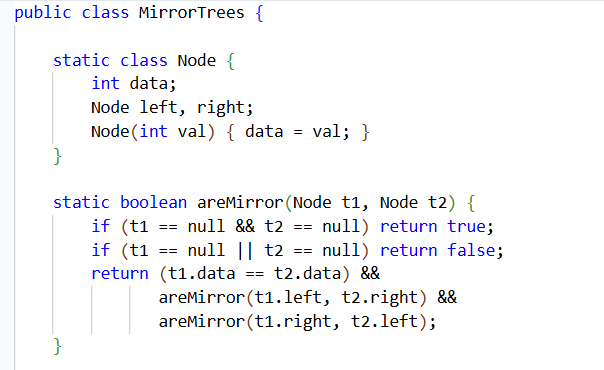 public class MirrorTrees {
static class Node {
int data;
Node left, right;
Node(int val) { data = val; }
}
static boolean areMirror(Node t1, Node t2) {
if (t1 == null && t2 == null) return true;
if (t1 == null || t2 == null) return false;
return (t1.data == t2.data) &&
areMirror(t1.left, t2.right) &&
areMirror(t1.right, t2.left);
}